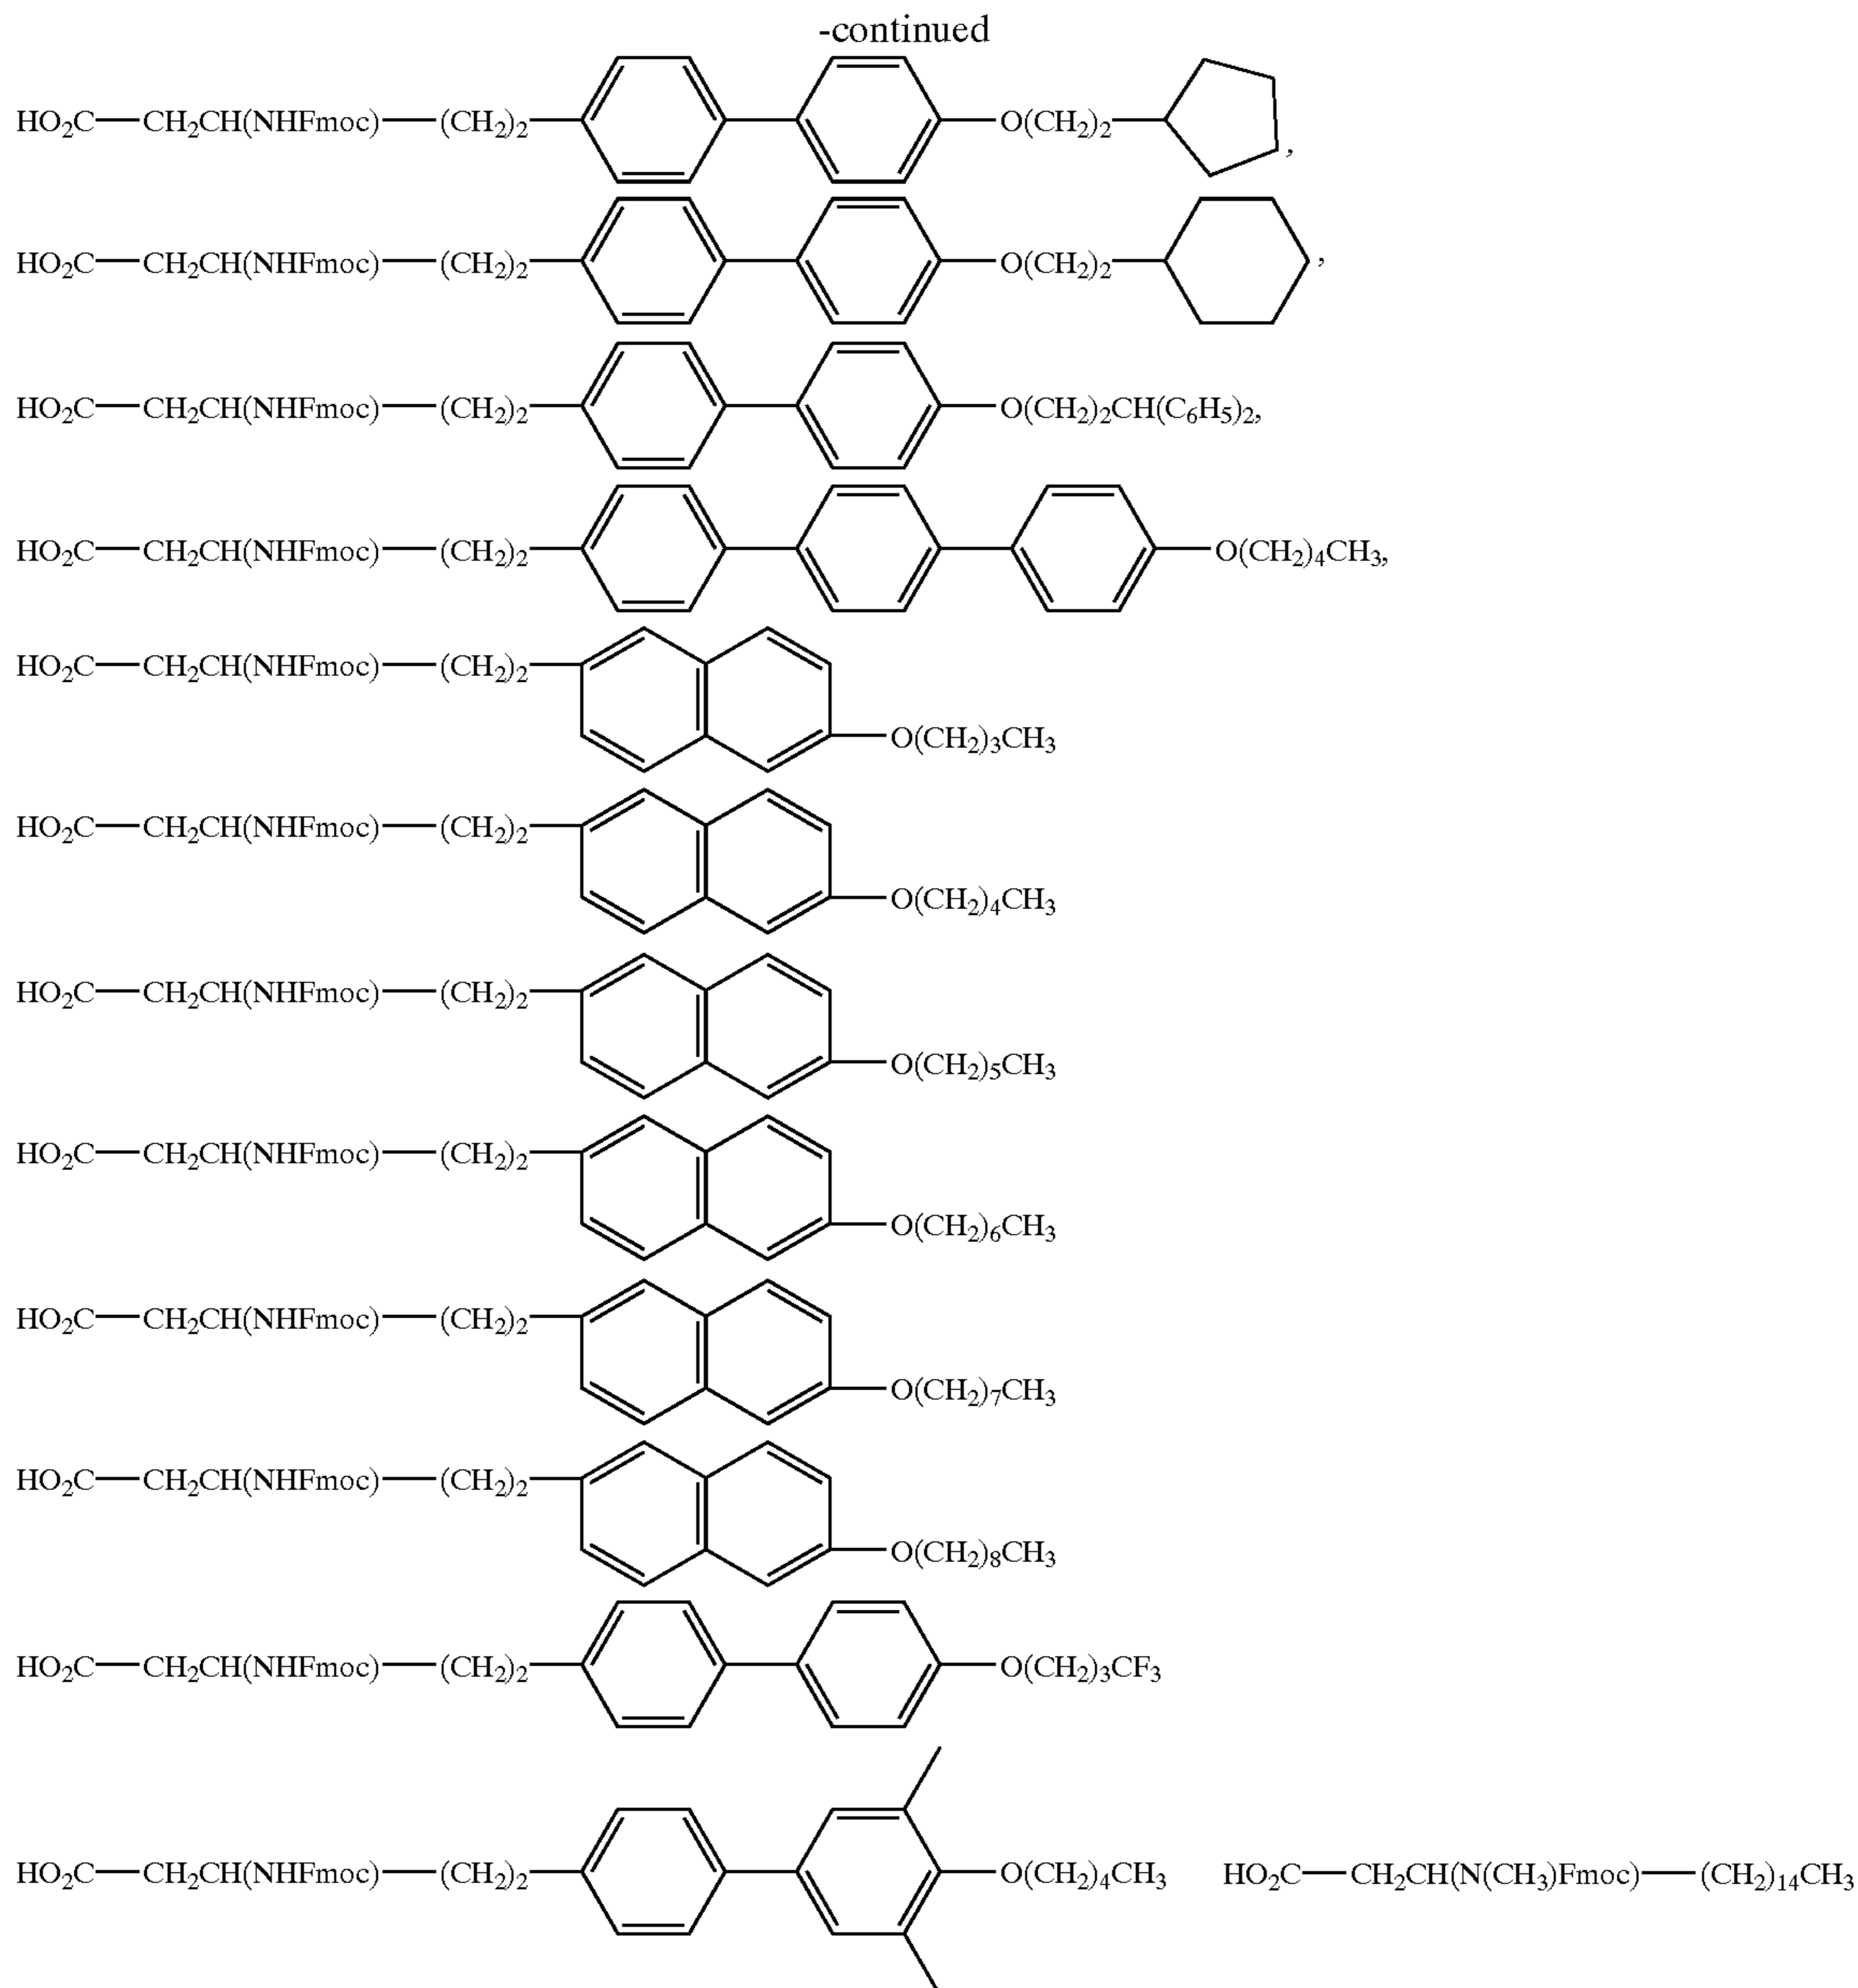 -continued
HO₂C—CH₂CH(NHFmoc)—(CH₂)₂ O(CH₂)₂ ,
HO₂C—CH₂CH(NHFmoc)—(CH₂)₂ O(CH₂)₂ ,
HO₂C—CH₂CH(NHFmoc)—(CH₂)₂ O(CH₂)₂CH(C₆H₅)₂,
HO₂C—CH₂CH(NHFmoc)—(CH₂)₂ O(CH₂)₄CH₃,
HO₂C—CH₂CH(NHFmoc)—(CH₂)₂
O(CH₂)₃CH₃
HO₂C—CH₂CH(NHFmoc)—(CH₂)₂
O(CH₂)₄CH₃
HO₂C—CH₂CH(NHFmoc)—(CH₂)₂
O(CH₂)₅CH₃
HO₂C—CH₂CH(NHFmoc)—(CH₂)₂
O(CH₂)₆CH₃
HO₂C—CH₂CH(NHFmoc)—(CH₂)₂
O(CH₂)₇CH₃
HO₂C—CH₂CH(NHFmoc)—(CH₂)₂
O(CH₂)₈CH₃
HO₂C—CH₂CH(NHFmoc)—(CH₂)₂ O(CH₂)₃CF₃
HO₂C—CH₂CH(NHFmoc)—(CH₂)₂ O(CH₂)₄CH₃ HO₂C—CH₂CH(N(CH₃)Fmoc)—(CH₂)₁₄CH₃